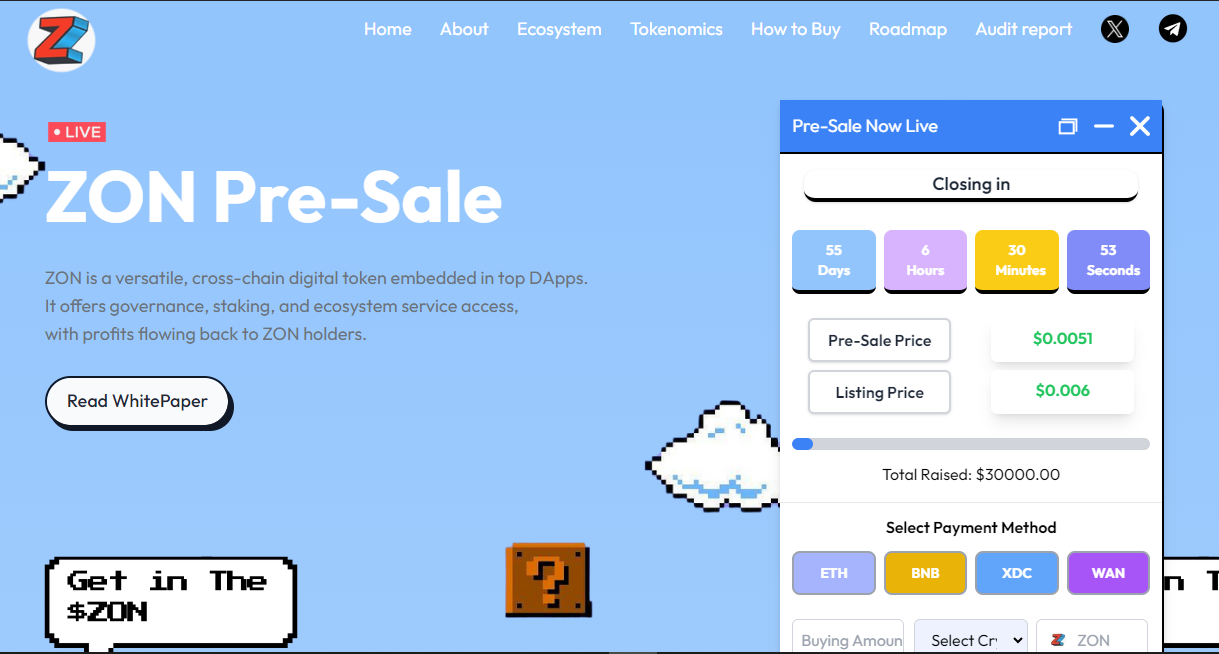 Home About Ecosystem Tokenomics How to Buy Roadmap Audit report
LIVE
ZON Pre-Sale
ZON is a versatile, cross-chain digital token embedded in top DApps.
It offers governance, staking, and ecosystem service access,
with profits flowing back to ZON holders.
Read WhitePaper
Get in The
$ZON
Pre-Sale Now Live
Closing in
55 6 30 53
Days Hours Minutes Seconds
Pre-Sale Price $0.0051
Listing Price $0.006
Total Raised: $30000.00
Select Payment Method
ETH BNB XDC WAN
Buying Amoun Select Cry ZON
n T